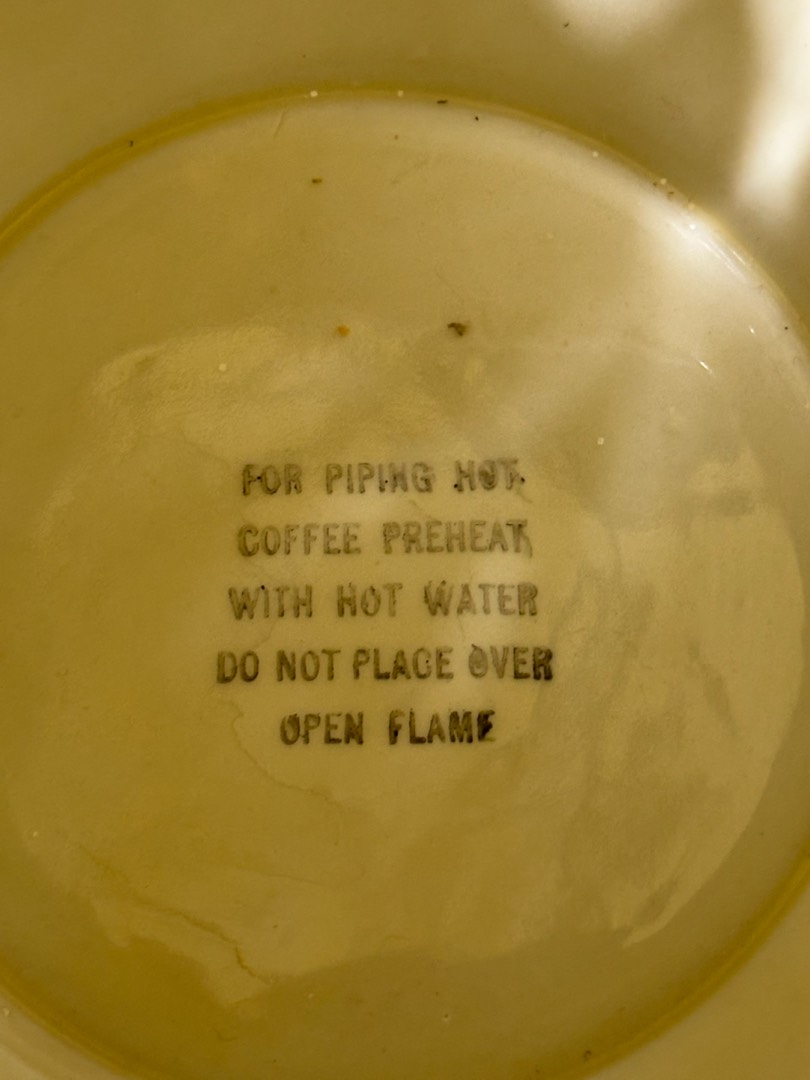 FOR PIPING HOT
COFFEE PREHEAT
WITH HOT WATER
DO NOT PLACE OVER
OPEN FLAME